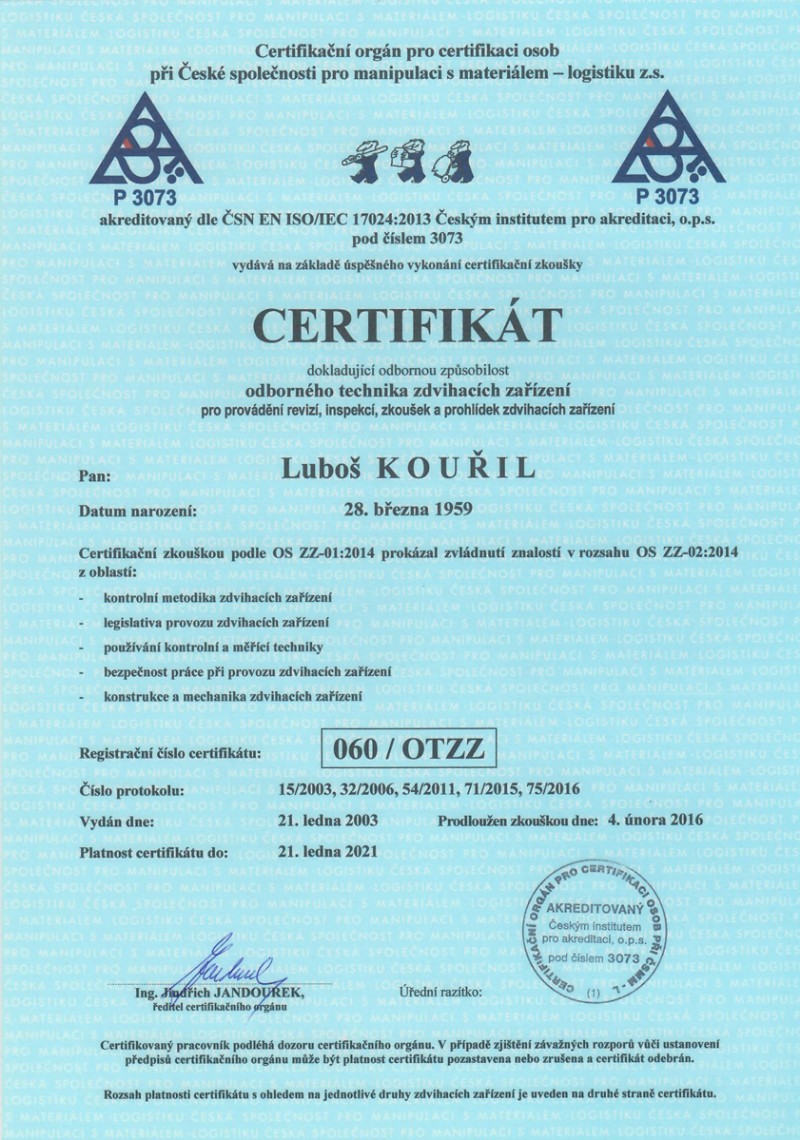 Certifikační orgán pro certifikaci osob
při České společnosti pro manipulaci s materiálem – logistiku z.s.
P 3073
P 3073
akreditovaný dle ČSN EN ISO/IEC 17024:2013 Českým institutem pro akreditaci, o.p.s.
pod číslem 3073
vydává na základě úspěšného vykonání certifikační zkoušky
CERTIFIKÁT
dokladující odbornou způsobilost
odborného technika zdvihacích zařízení
pro provádění revizí, inspekcí, zkoušek a prohlídek zdvihacích zařízení
Pan: Luboš K O U Ř I L
Datum narození: 28. března 1959
Certifikační zkouškou podle OS ZZ-01:2014 prokázal zvládnutí znalostí v rozsahu OS ZZ-02:2014
z oblastí:
- kontrolní metodika zdvihacích zařízení
- legislativa provozu zdvihacích zařízení
- používání kontrolní a měřící techniky
- bezpečnost práce při provozu zdvihacích zařízení
- konstrukce a mechanika zdvihacích zařízení
Registrační číslo certifikátu: 060 / OTZZ
Číslo protokolu: 15/2003, 32/2006, 54/2011, 71/2015, 75/2016
Vydán dne: 21. ledna 2003 Prodloužen zkouškou dne: 4. února 2016
Platnost certifikátu do: 21. ledna 2021
CERTIFIKAČNÍ ORGÁN PRO CERTIFIKACI OSOB PŘI ČSMM - L
AKREDITOVANÝ
Českým institutem
pro akreditaci, o.p.s.
pod číslem 3073
(1)
Ing. Jindřich JANDOUREK,
ředitel certifikačního orgánu
Úřední razítko:
Certifikovaný pracovník podléhá dozoru certifikačního orgánu. V případě zjištění závažných rozporů vůči ustanovení
předpisů certifikačního orgánu může být platnost certifikátu pozastavena nebo zrušena a certifikát odebrán.
Rozsah platnosti certifikátu s ohledem na jednotlivé druhy zdvihacích zařízení je uveden na druhé straně certifikátu.